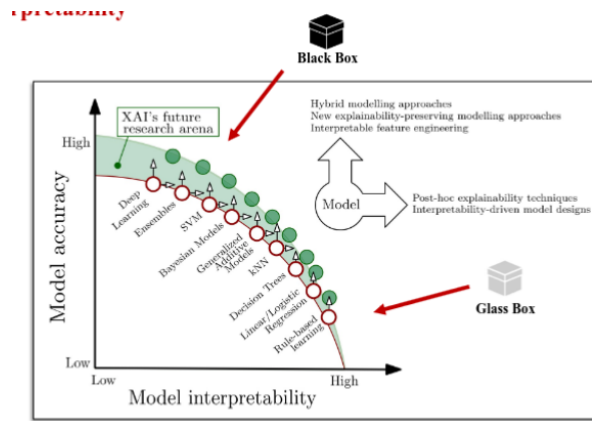 rpretability
Black Box
XAI's future
research arena
High
Hybrid modelling approaches
New explainability-preserving modelling approaches
Interpretable feature engineering
Model
Post-hoc explainability techniques
Interpretability-driven model designs
Glass Box
Deep
Learning
Ensembles
SVM
Bayesian Models
Generalized
Additive
Models
kNN
Decision Trees
Linear/Logistic
Regression
Rule-based
learning
Model accuracy
Low
Low
High
Model interpretability